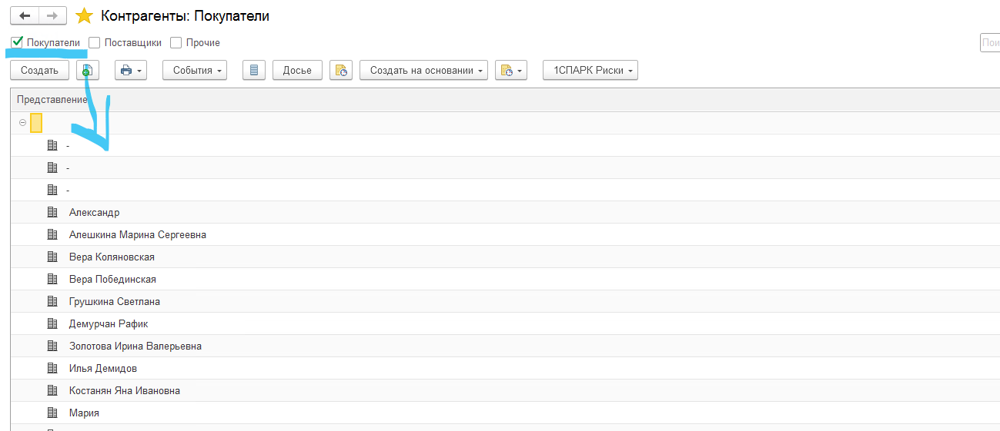 Контрагенты: Покупатели
Покупатели Поставщики Прочие Пои
Создать События Досье Создать на основании 1СПАРК Риски
Представление
-
-
-
Александр
Алешкина Марина Сергеевна
Вера Коляновская
Вера Побединская
Грушкина Светлана
Демурчан Рафик
Золотова Ирина Валерьевна
Илья Демидов
Костанян Яна Ивановна
Мария